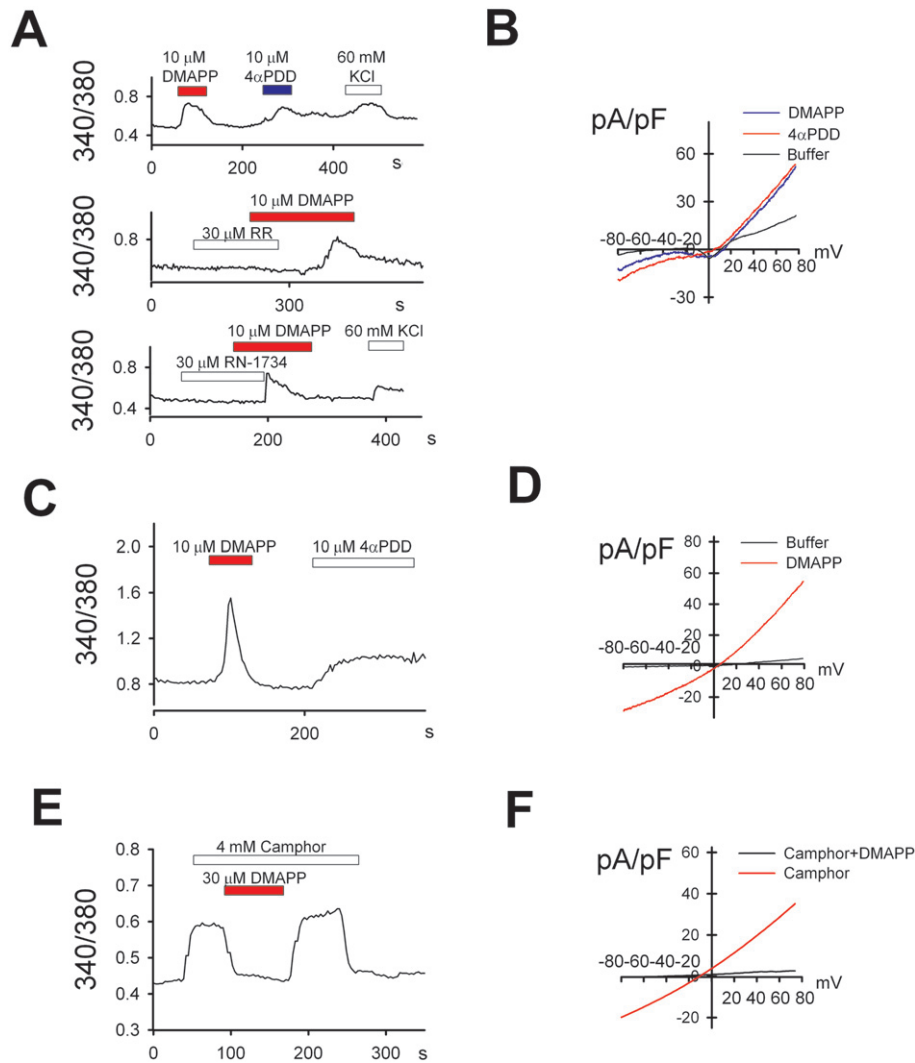 A
10 μM DMAPP
10 μM 4αPDD
60 mM KCl
340/380
0.8
0.4
0 200 400 s
10 μM DMAPP
30 μM RR
340/380
0.8
0 300 s
10 μM DMAPP
60 mM KCl
30 μM RN-1734
340/380
0.8
0.4
0 200 400 s
B
pA/pF
DMAPP
4αPDD
Buffer
60
30
-80-60-40-20
20 40 60 80
mV
-30
C
10 μM DMAPP
10 μM 4αPDD
340/380
2.0
1.6
1.2
0.8
0 200 s
D
pA/pF
Buffer
DMAPP
80
60
40
20
0
-80-60-40-20
20 40 60 80
mV
-20
E
4 mM Camphor
30 μM DMAPP
340/380
0.8
0.7
0.6
0.5
0.4
0.3
0 100 200 300 s
F
pA/pF
Camphor+DMAPP
Camphor
60
40
20
0
-80-60-40-20
20 40 60 80
mV
-20